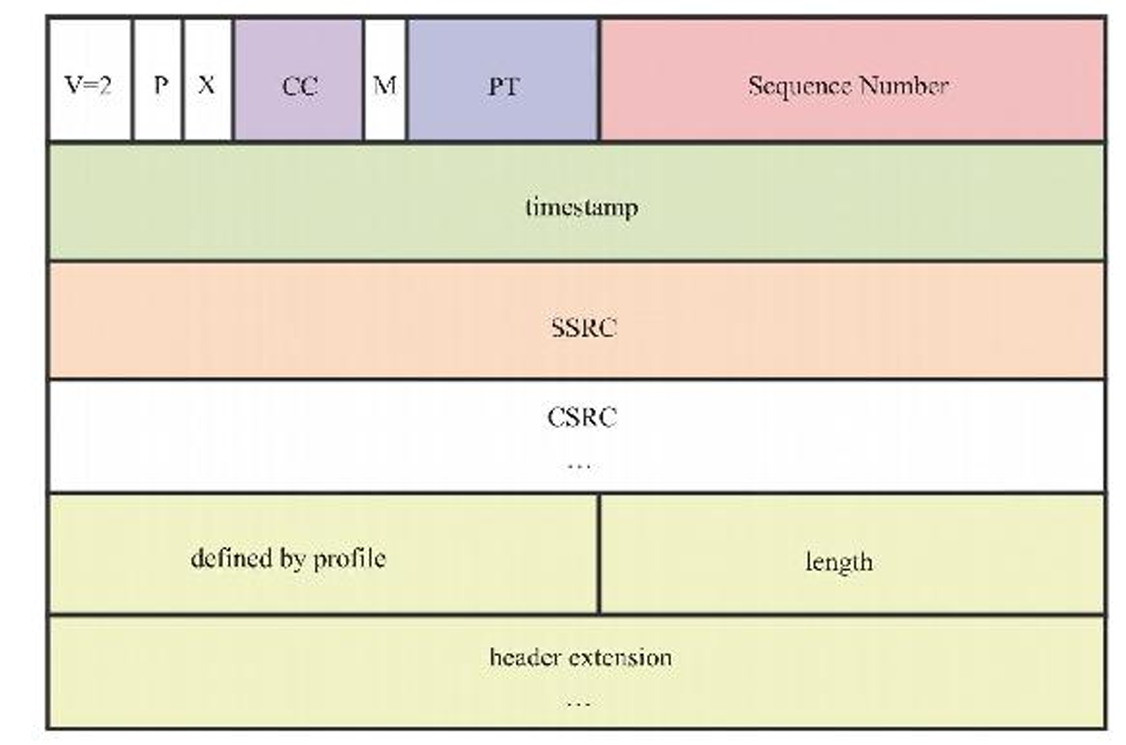 V=2 P X CC M PT Sequence Number
timestamp
SSRC
CSRC
...
defined by profile length
header extension
...